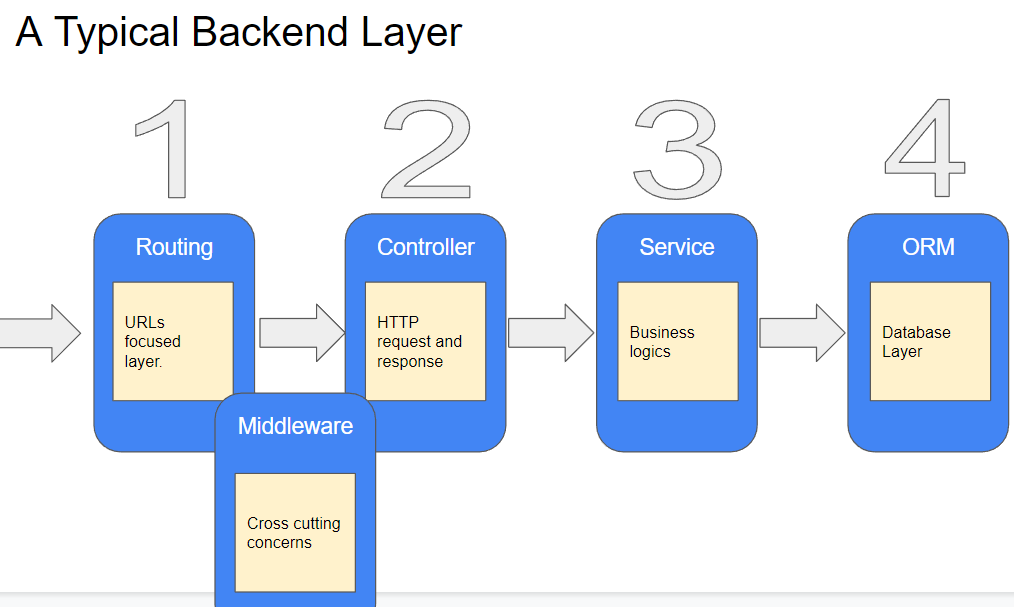 A Typical Backend Layer
1
2
3
4
Routing
URLs
focused
layer.
Controller
HTTP
request and
response
Service
Business
logics
ORM
Database
Layer
Middleware
Cross cutting
concerns